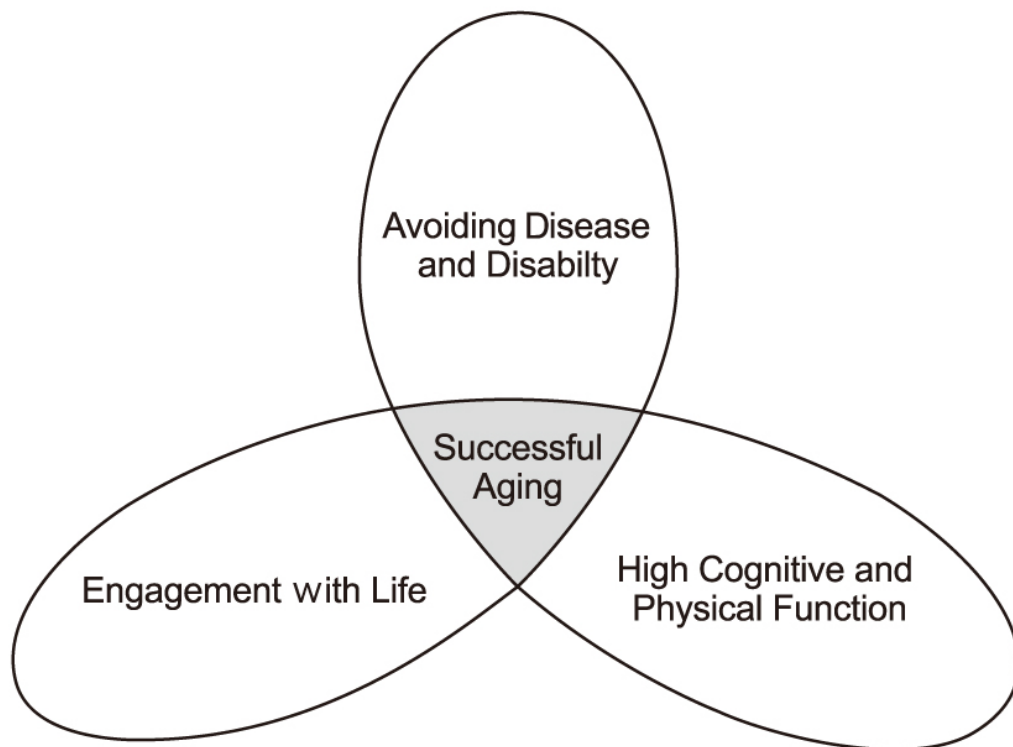 Avoiding Disease
and Disabilty
Successful
Aging
Engagement with Life
High Cognitive and
Physical Function